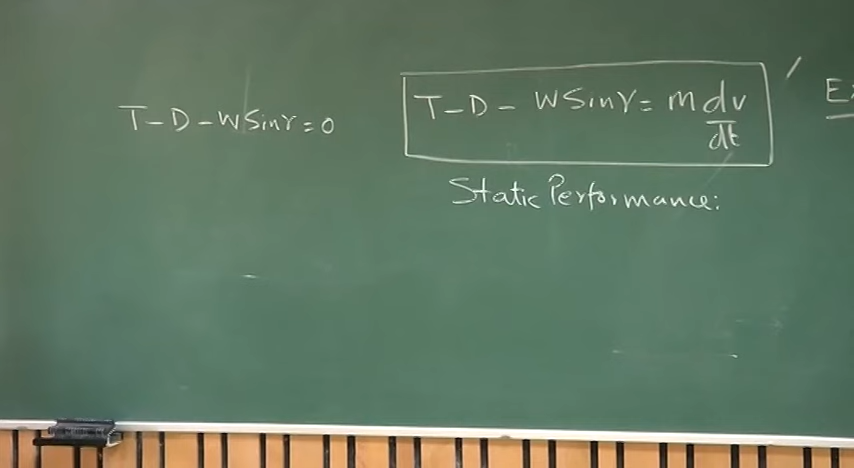 T-D-WSinγ=0
T-D- WSinγ= m dv/dt
Static Performance: